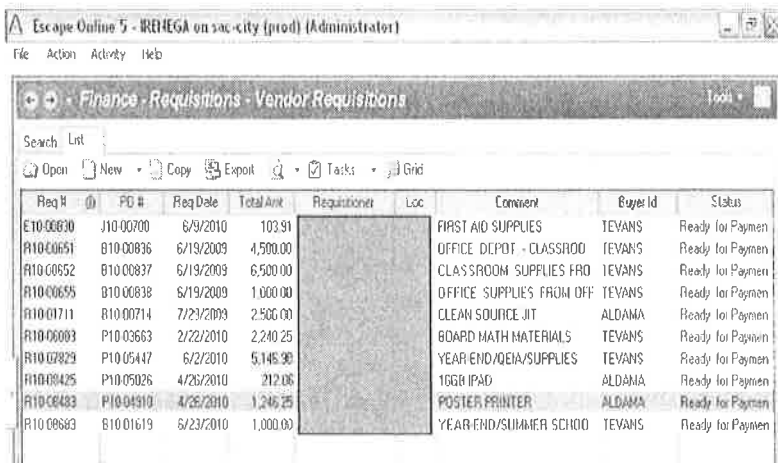 Escape Online 5 - IRENEGA on sac-city (prod) (Administrator)
File Action Activity Help
Finance - Requisitions - Vendor Requisitions Tools
Search List
Open New Copy Export Tasks Grid
Req # PO # Req Date Total Amt Requisitioner Loc Comment Buyer Id Status
E10-00830 J10-00700 6/9/2010 103.91 FIRST AID SUPPLIES TEVANS Ready for Paymen
R10-00651 B10-00836 6/19/2009 4,500.00 OFFICE DEPOT - CLASSROO TEVANS Ready for Paymen
R10-00652 B10-00837 6/19/2009 6,500.00 CLASSROOM SUPPLIES FRO TEVANS Ready for Paymen
R10-00655 B10-00838 6/19/2009 1,000.00 OFFICE SUPPLIES FROM OFF TEVANS Ready for Paymen
R10-01711 B10-00714 7/29/2009 2,506.00 CLEAN SOURCE JIT ALDAMA Ready for Paymen
P10-03663 2/22/2010 2,240.25 BOARD MATH MATERIALS TEVANS Ready for Paymen
R10-07829 P10-05447 6/2/2010 TEVANS YEAR-END/QEIA/SUPPLIES Ready for Paymen
R10-08425 P10-05026 4/26/2010 212.06 16GB IPAD ALDAMA Ready for Paymen
R10-08483 P10-04910 4/26/2010 1,246.25 POSTER PRINTER ALDAMA Ready for Paymen
R10-08683 B10-01619 6/23/2010 1,000.00 YEAR-END/SUMMER SCHOO TEVANS Ready for Paymen